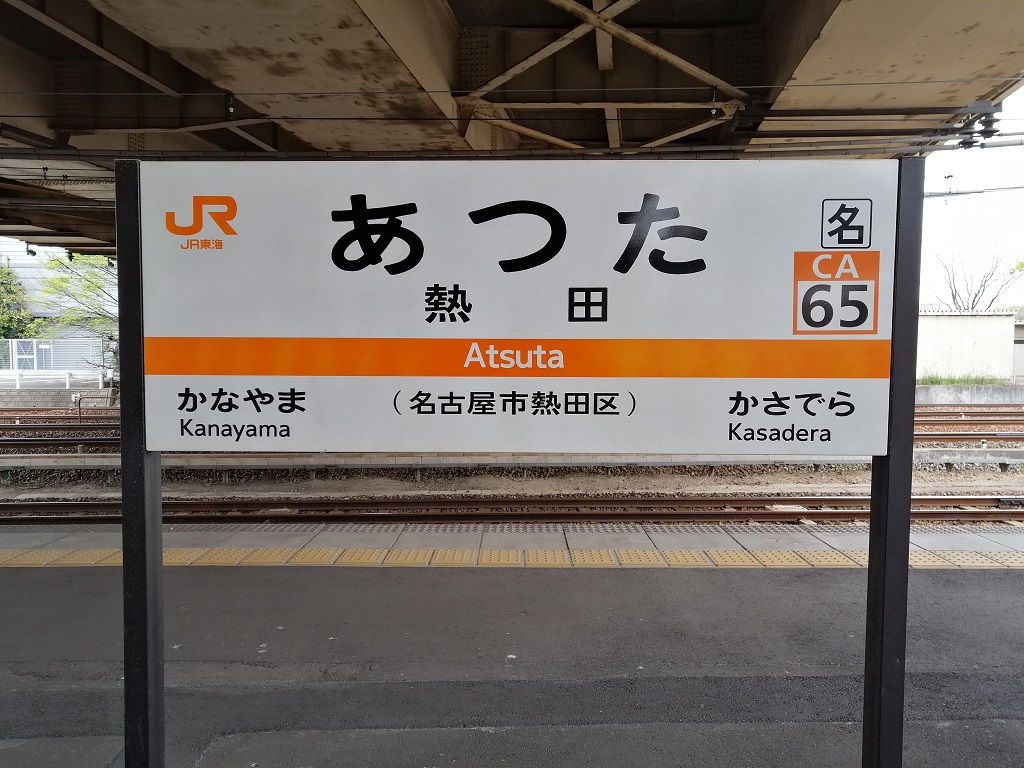 JR
JR東海
あつた
名
CA
65
熱田
Atsuta
かなやま
Kanayama
（名古屋市熱田区）
かさでら
Kasadera